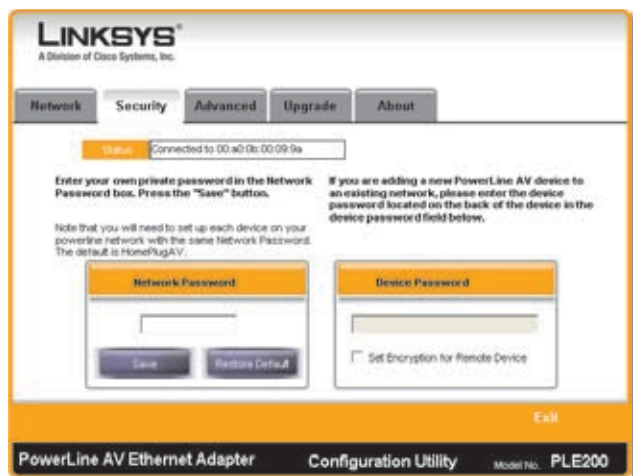 LINKSYS®
A Division of Cisco Systems, Inc.
Network
Security
Advanced
Upgrade
About
Status
Connected to 00:a0:0b:00:09:9a
Enter your own private password in the Network
Password box. Press the "Save" button.
Note that you will need to set up each device on your
powerline network with the same Network Password.
The default is HomePlugAV.
If you are adding a new PowerLine AV device to
an existing network, please enter the device
password located on the back of the device in the
device password field below.
Network Password
Save
Restore Default
Device Password
Set Encryption for Remote Device
Exit
PowerLine AV Ethernet Adapter
Configuration Utility
Model No. PLE200